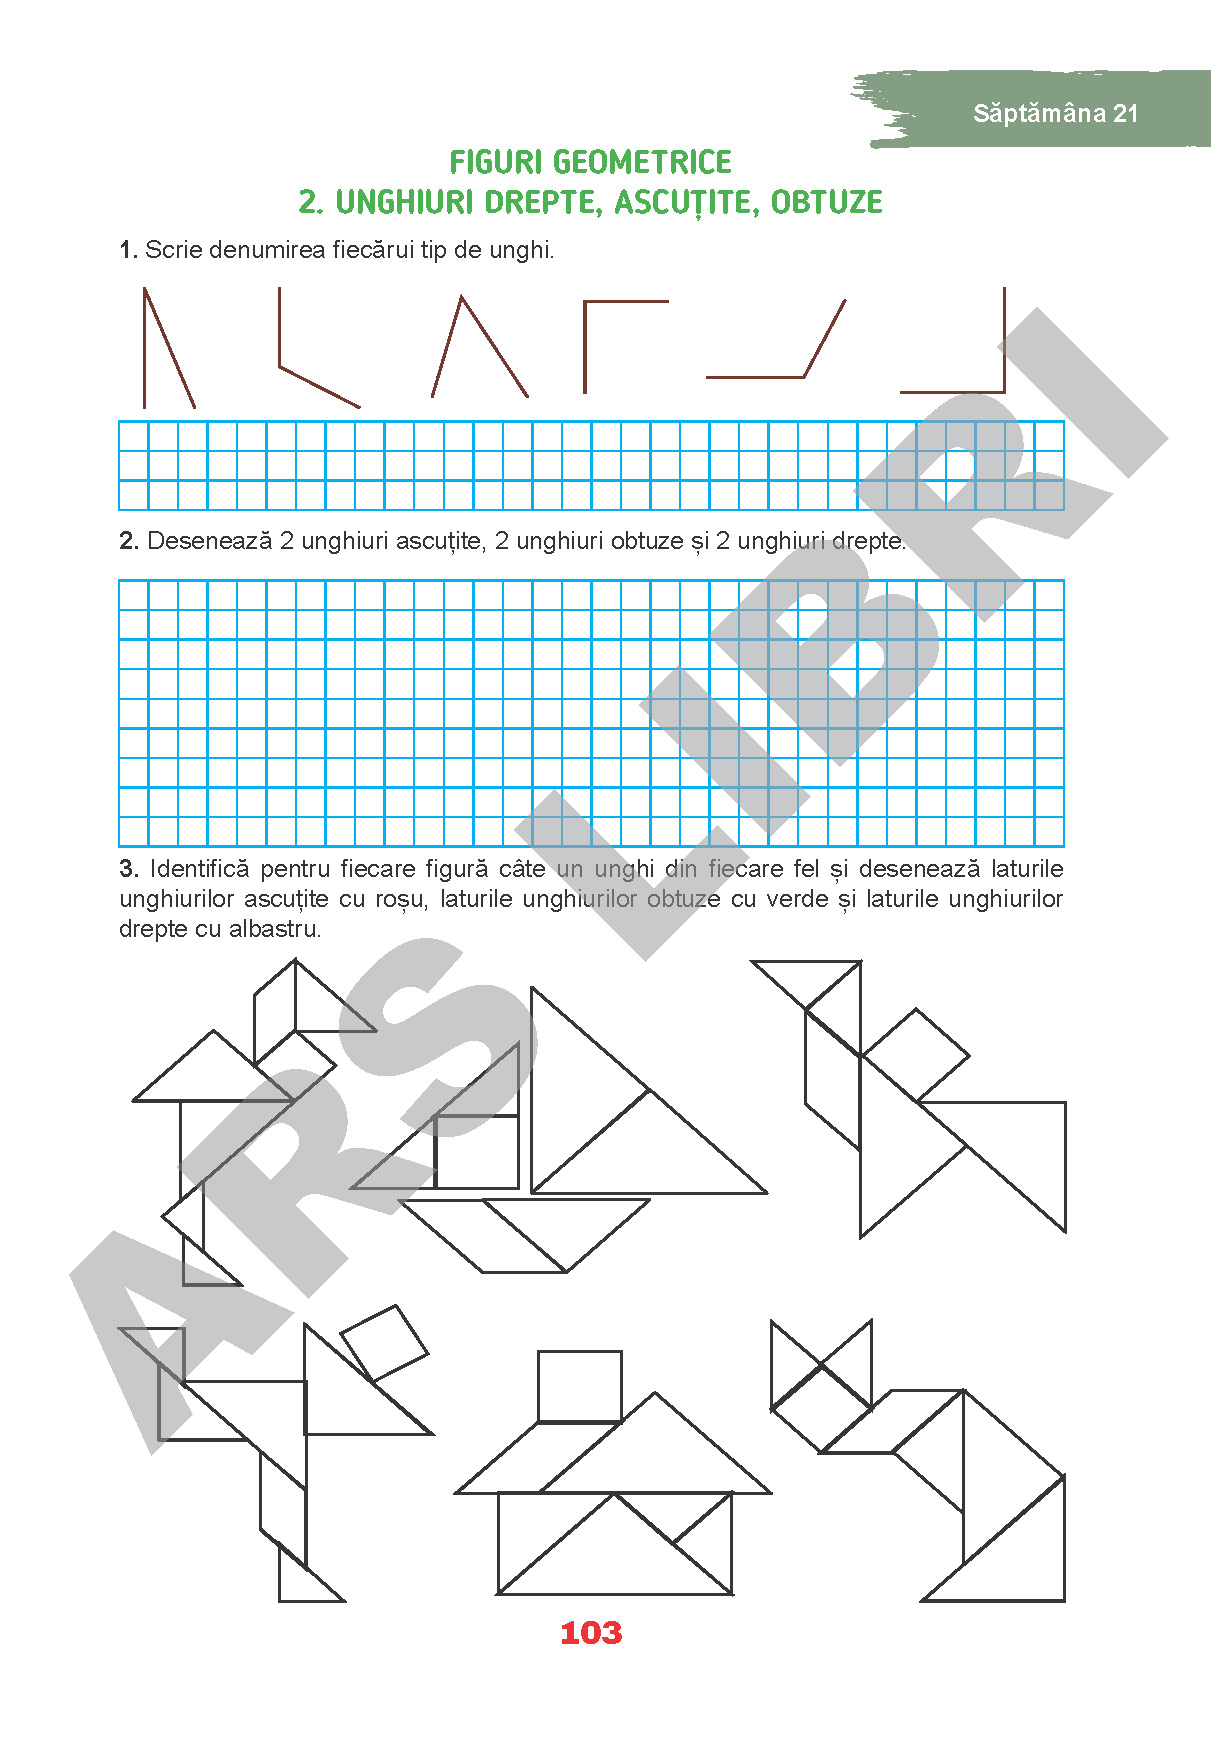 Săptămâna 21
FIGURI GEOMETRICE
2. UNGHIURI DREPTE, ASCUȚITE, OBTUZE
1. Scrie denumirea fiecărui tip de unghi.
2. Desenează 2 unghiuri ascuțite, 2 unghiuri obtuze și 2 unghiuri drepte.
3. Identifică pentru fiecare figură câte un unghi din fiecare fel și desenează laturile
unghiurilor ascuțite cu roșu, laturile unghiurilor obtuze cu verde și laturile unghiurilor
drepte cu albastru.
ARS LIBRI
103